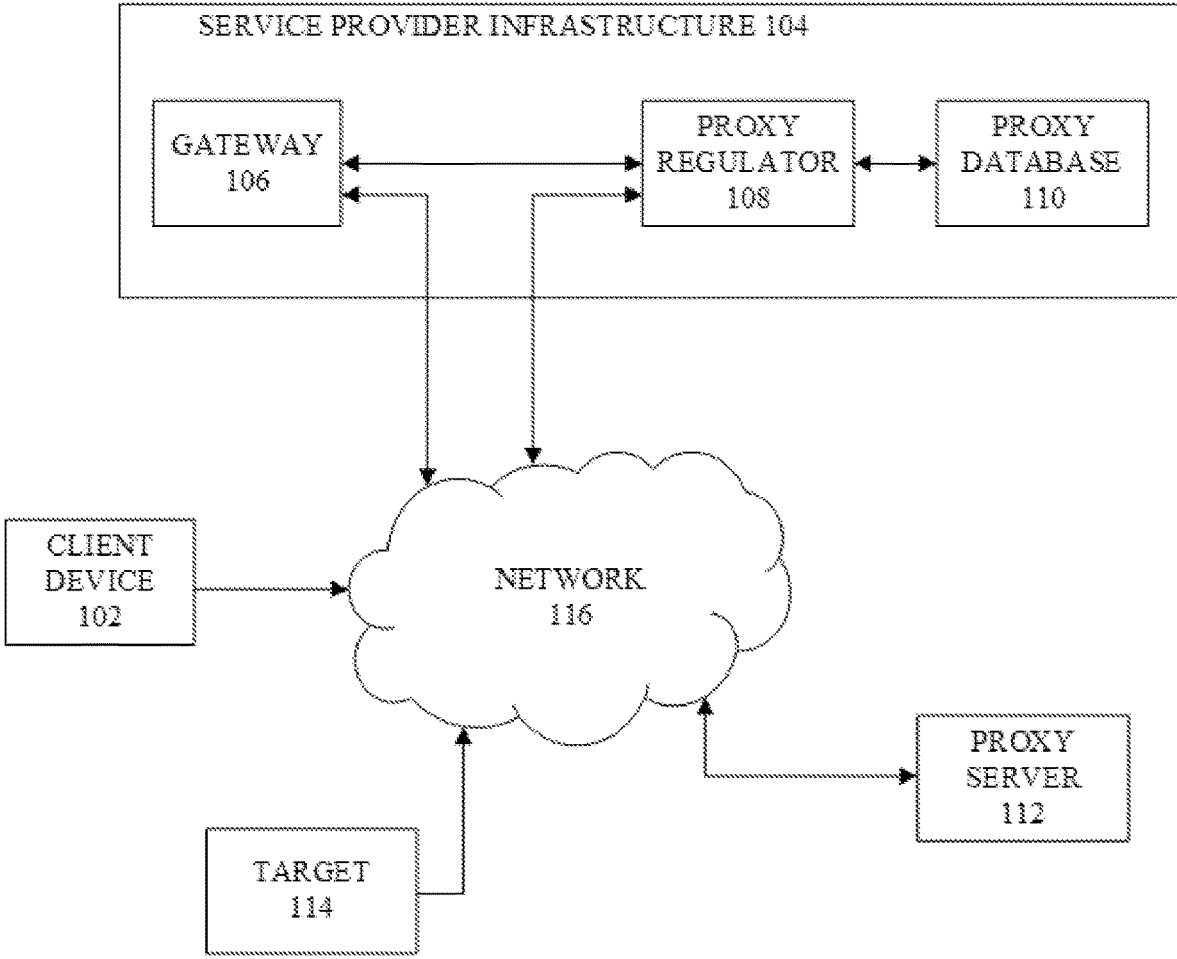 SERVICE PROVIDER INFRASTRUCTURE 104
GATEWAY
106
PROXY
REGULATOR
108
PROXY
DATABASE
110
CLIENT
DEVICE
102
NETWORK
116
PROXY
SERVER
112
TARGET
114